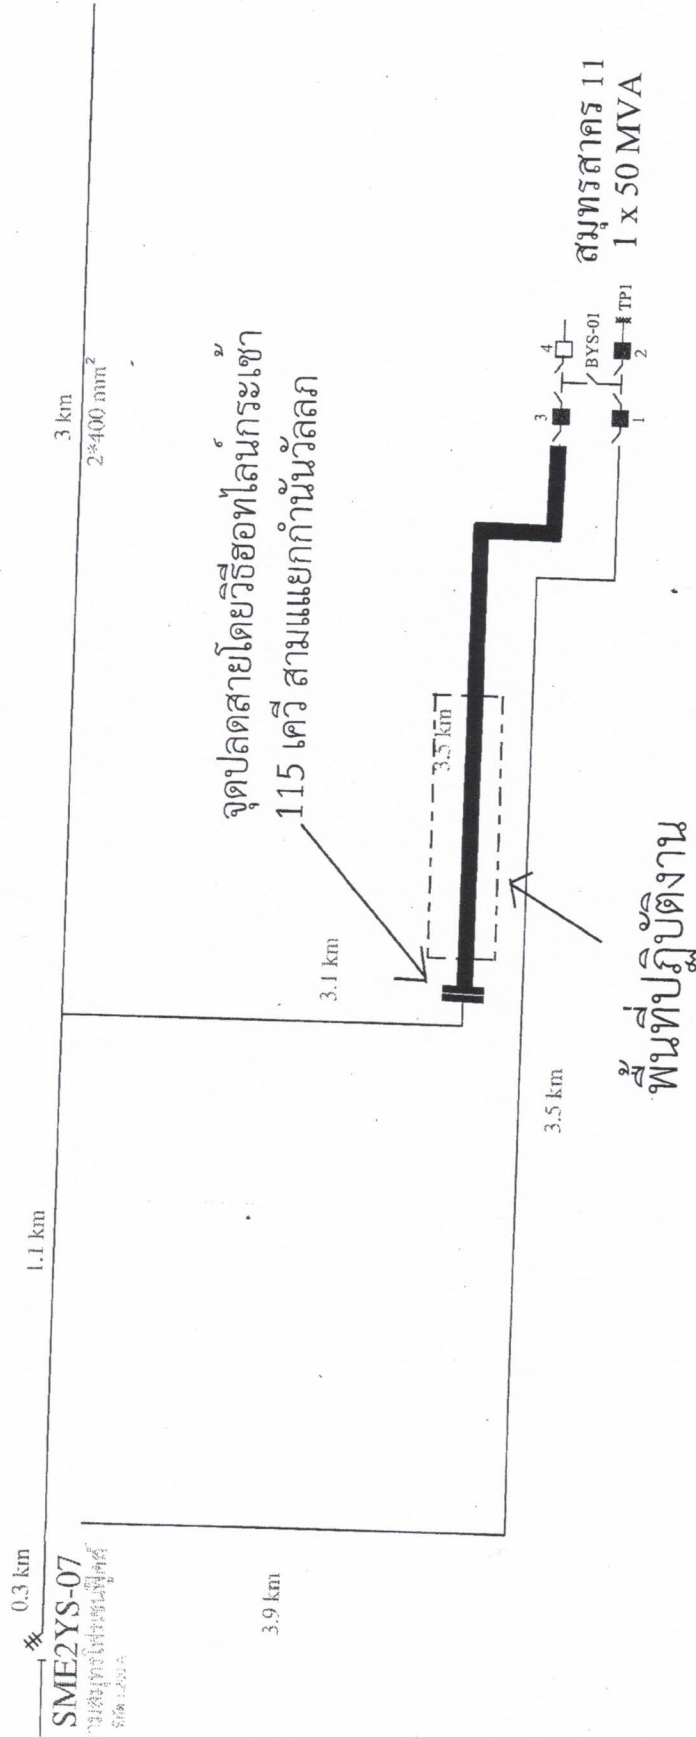 0.3 km
SME2YS-07
1.1 km
3 km
2*400 mm²
3.9 km
3.1 km
จุดปลดสายโดยวิธีฮอทไลน์กระเช้า
115 เควี สามแยกกำนันวัลลภ
3.5 km
3.5 km
พื้นที่ปฏิบัติงาน
3
4
BYS-01
1
2
TP1
สมุทรสาคร 11
1 x 50 MVA